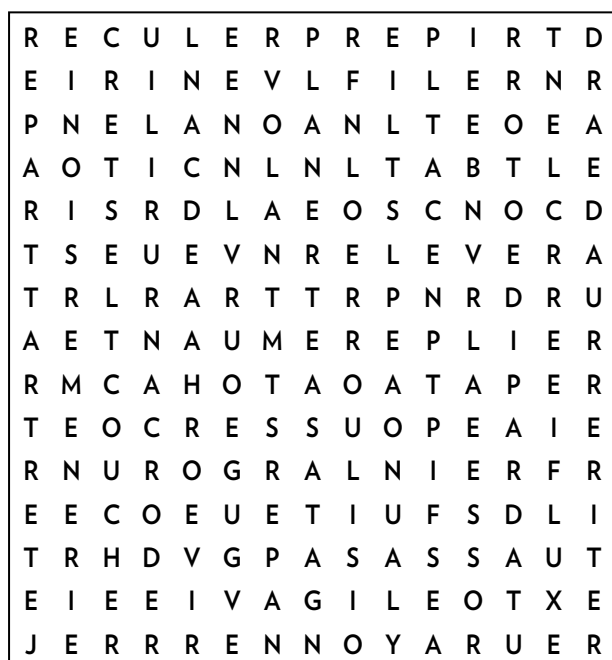 R E C U L E R P R E P I R T D
E I R I N E V L F I L E R N R
P N E L A N O A N L T E O E A
A O T I C N L N L T A B T L E
R I S R D L A E O S C N O C D
T S E U E V N R E L E V E R A
T R L R A R T T R P N R D R U
A E T N A U M E R E P L I E R
R M C A H O T A O A T A P E R
T E O C R E S S U O P E A I E
R N U R O G R A L N I E R F R
E E C O E U E T I U F S D L I
T R H D V G P A S A S S A U T
E I E E I V A G I L E O T X E
J E R R R E N N O Y A R U E R